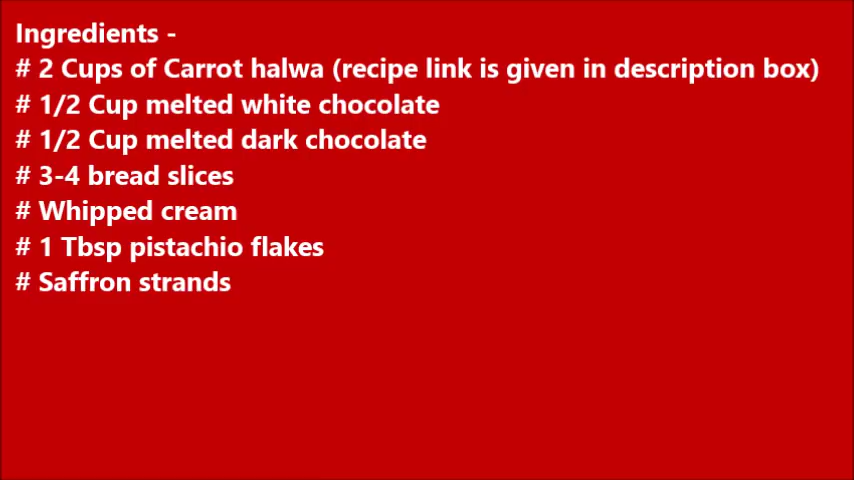 Ingredients -
# 2 Cups of Carrot halwa (recipe link is given in description box)
# 1/2 Cup melted white chocolate
# 1/2 Cup melted dark chocolate
# 3-4 bread slices
# Whipped cream
# 1 Tbsp pistachio flakes
# Saffron strands